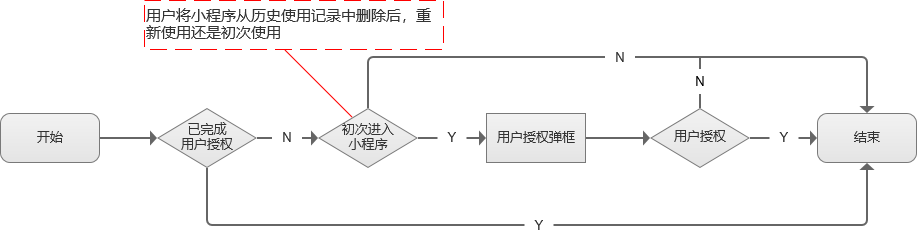 用户将小程序从历史使用记录中删除后，重
新使用还是初次使用
N
N
开始
已完成
用户授权
N
初次进入
小程序
Y
用户授权弹框
用户授权
Y
结束
Y